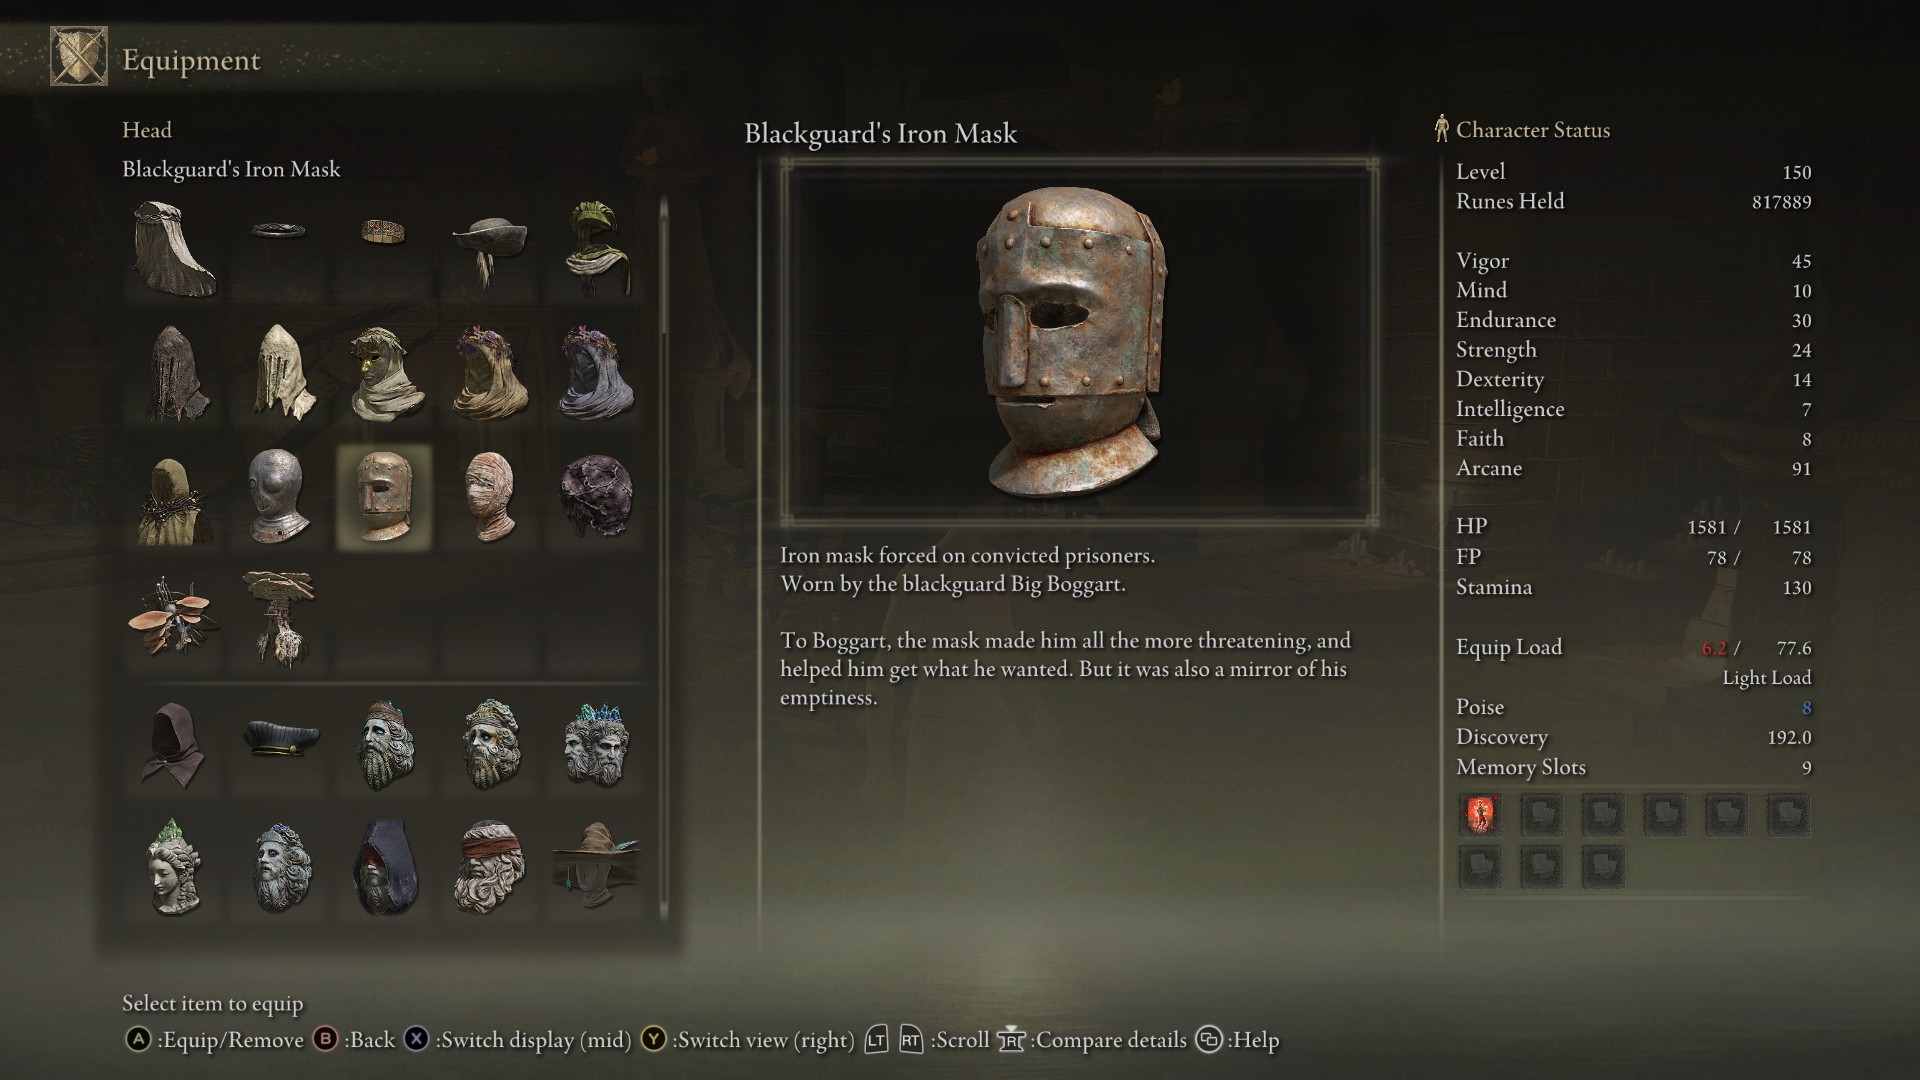 Equipment
Head
Blackguard's Iron Mask
Blackguard's Iron Mask
Iron mask forced on convicted prisoners.
Worn by the blackguard Big Boggart.
To Boggart, the mask made him all the more threatening, and
helped him get what he wanted. But it was also a mirror of his
emptiness.
Character Status
Level 150
Runes Held 817889
Vigor 45
Mind 10
Endurance 30
Strength 24
Dexterity 14
Intelligence 7
Faith 8
Arcane 91
HP 1581 / 1581
FP 78 / 78
Stamina 130
Equip Load 6.2 / 77.6
Light Load
Poise 8
Discovery 192.0
Memory Slots 9
Select item to equip
A :Equip/Remove B :Back X :Switch display (mid) Y :Switch view (right) LT RT :Scroll R :Compare details :Help